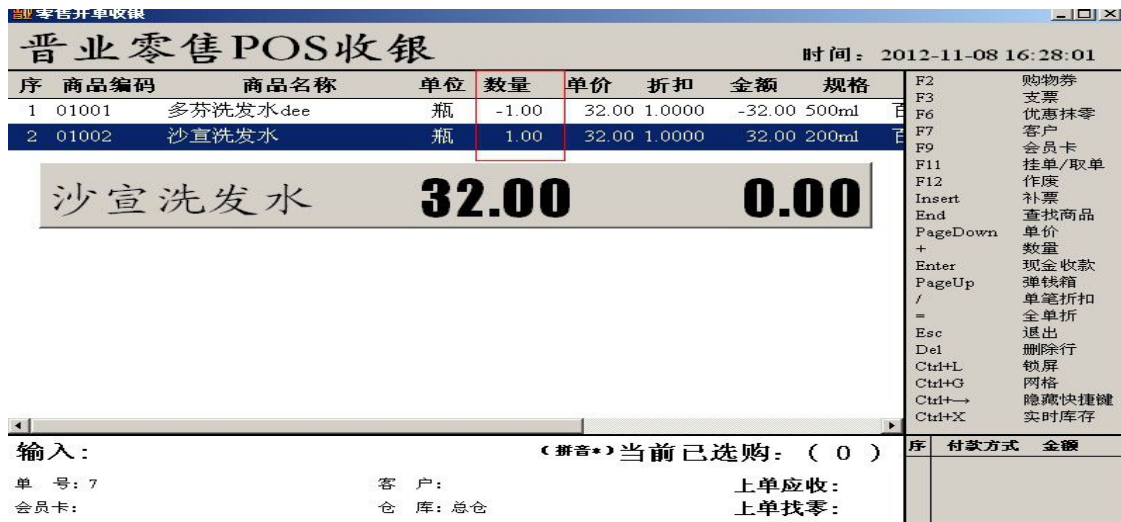 晋业零售开单收银
晋业零售POS收银
时间：2012-11-08 16:28:01
序 商品编码 商品名称 单位 数量 单价 折扣 金额 规格
1 01001 多芬洗发水dee 瓶 -1.00 32.00 1.0000 -32.00 500ml
2 01002 沙宣洗发水 瓶 1.00 32.00 1.0000 32.00 200ml
沙宣洗发水 32.00 0.00
F2 购物券
F3 支票
F6 优惠抹零
F7 客户
F9 会员卡
F11 挂单/取单
F12 作废
Insert 补票
End 查找商品
PageDown 单价
+ 数量
Enter 现金收款
PageUp 弹钱箱
/ 单笔折扣
= 全单折
Esc 退出
Del 删除行
Ctrl+L 锁屏
Ctrl+G 网格
Ctrl+→ 隐藏快捷键
Ctrl+X 实时库存
输入：
（拼音*）当前已选购：（ 0 ）
序 付款方式 金额
单 号：7
客 户：
上单应收：
会员卡：
仓 库：总仓
上单找零：